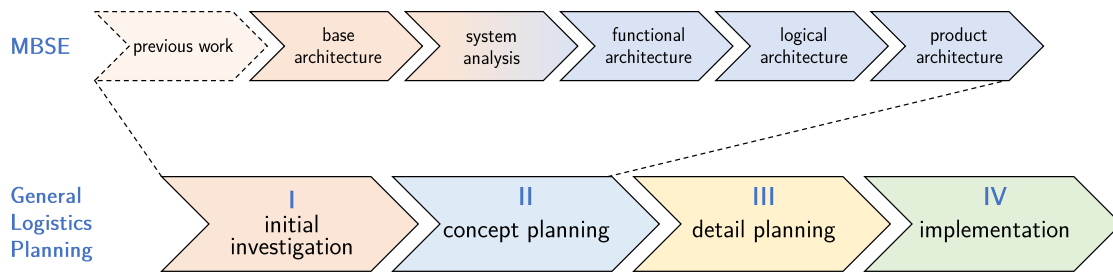 MBSE
previous work
base
architecture
system
analysis
functional
architecture
logical
architecture
product
architecture
General
Logistics
Planning
I
initial
investigation
II
concept planning
III
detail planning
IV
implementation